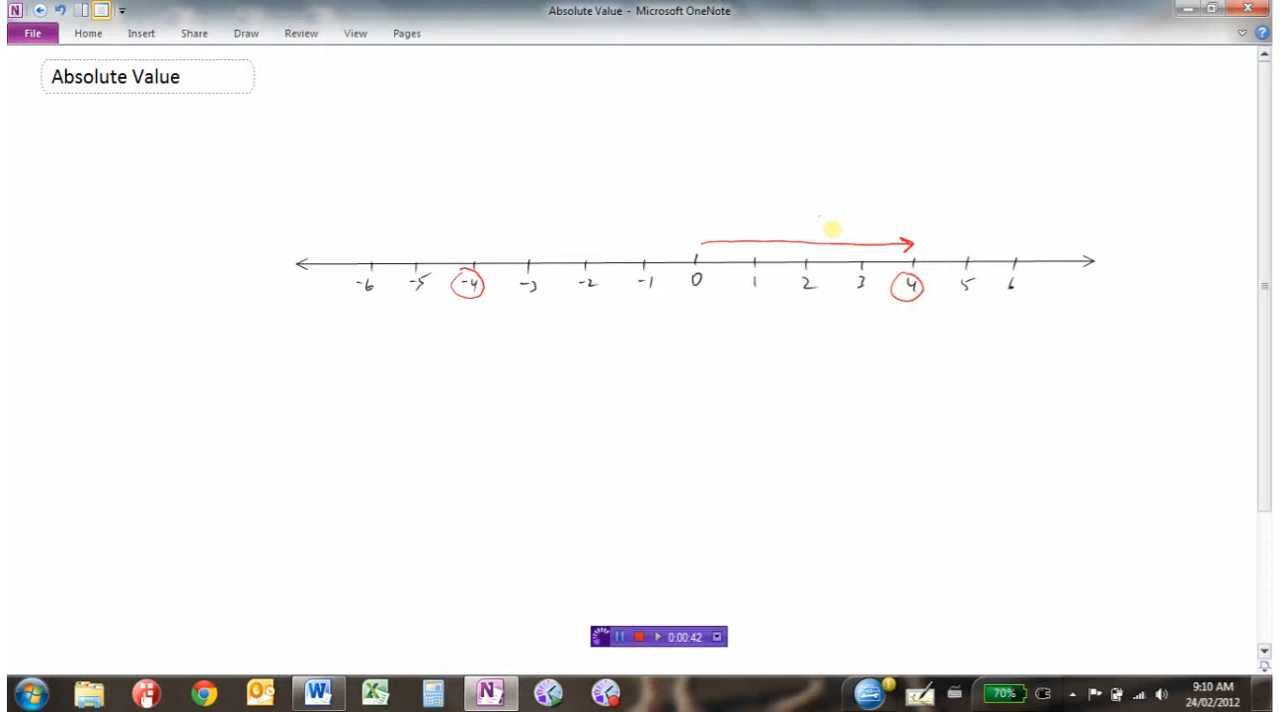 Absolute Value - Microsoft OneNote
File Home Insert Share Draw Review View Pages
Absolute Value
-6 -5 -4 -3 -2 -1 0 1 2 3 4 5 6
0:00:42
70% 9:10 AM
24/02/2012